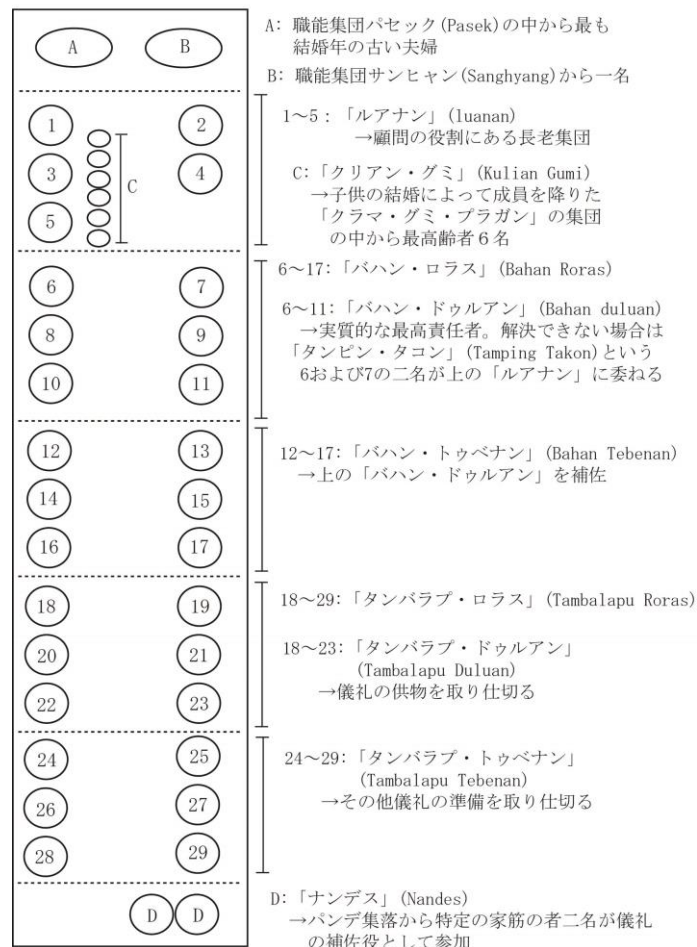 A B
A: 職能集団パセック(Pasek)の中から最も
結婚年の古い夫婦
B: 職能集団サンヒャン(Sanghyang)から一名
1 2
3 4
5
C
1～5：「ルアナン」(luanan)
→顧問の役割にある長老集団
C:「クリアン・グミ」(Kulian Gumi)
→子供の結婚によって成員を降りた
「クラマ・グミ・プラガン」の集団
の中から最高齢者６名
6 7
8 9
10 11
6～17:「バハン・ロラス」(Bahan Roras)
6～11:「バハン・ドゥルアン」(Bahan duluan)
→実質的な最高責任者。解決できない場合は
「タンピン・タコン」(Tamping Takon)という
6および7の二名が上の「ルアナン」に委ねる
12 13
14 15
16 17
12～17:「バハン・トゥベナン」(Bahan Tebenan)
→上の「バハン・ドゥルアン」を補佐
18 19
20 21
22 23
18～29:「タンバラプ・ロラス」(Tambalapu Roras)
18～23:「タンバラプ・ドゥルアン」
(Tambalapu Duluan)
→儀礼の供物を取り仕切る
24 25
26 27
28 29
24～29:「タンバラプ・トゥベナン」
(Tambalapu Tebenan)
→その他儀礼の準備を取り仕切る
D D
D:「ナンデス」(Nandes)
→パンデ集落から特定の家筋の者二名が儀礼
の補佐役として参加